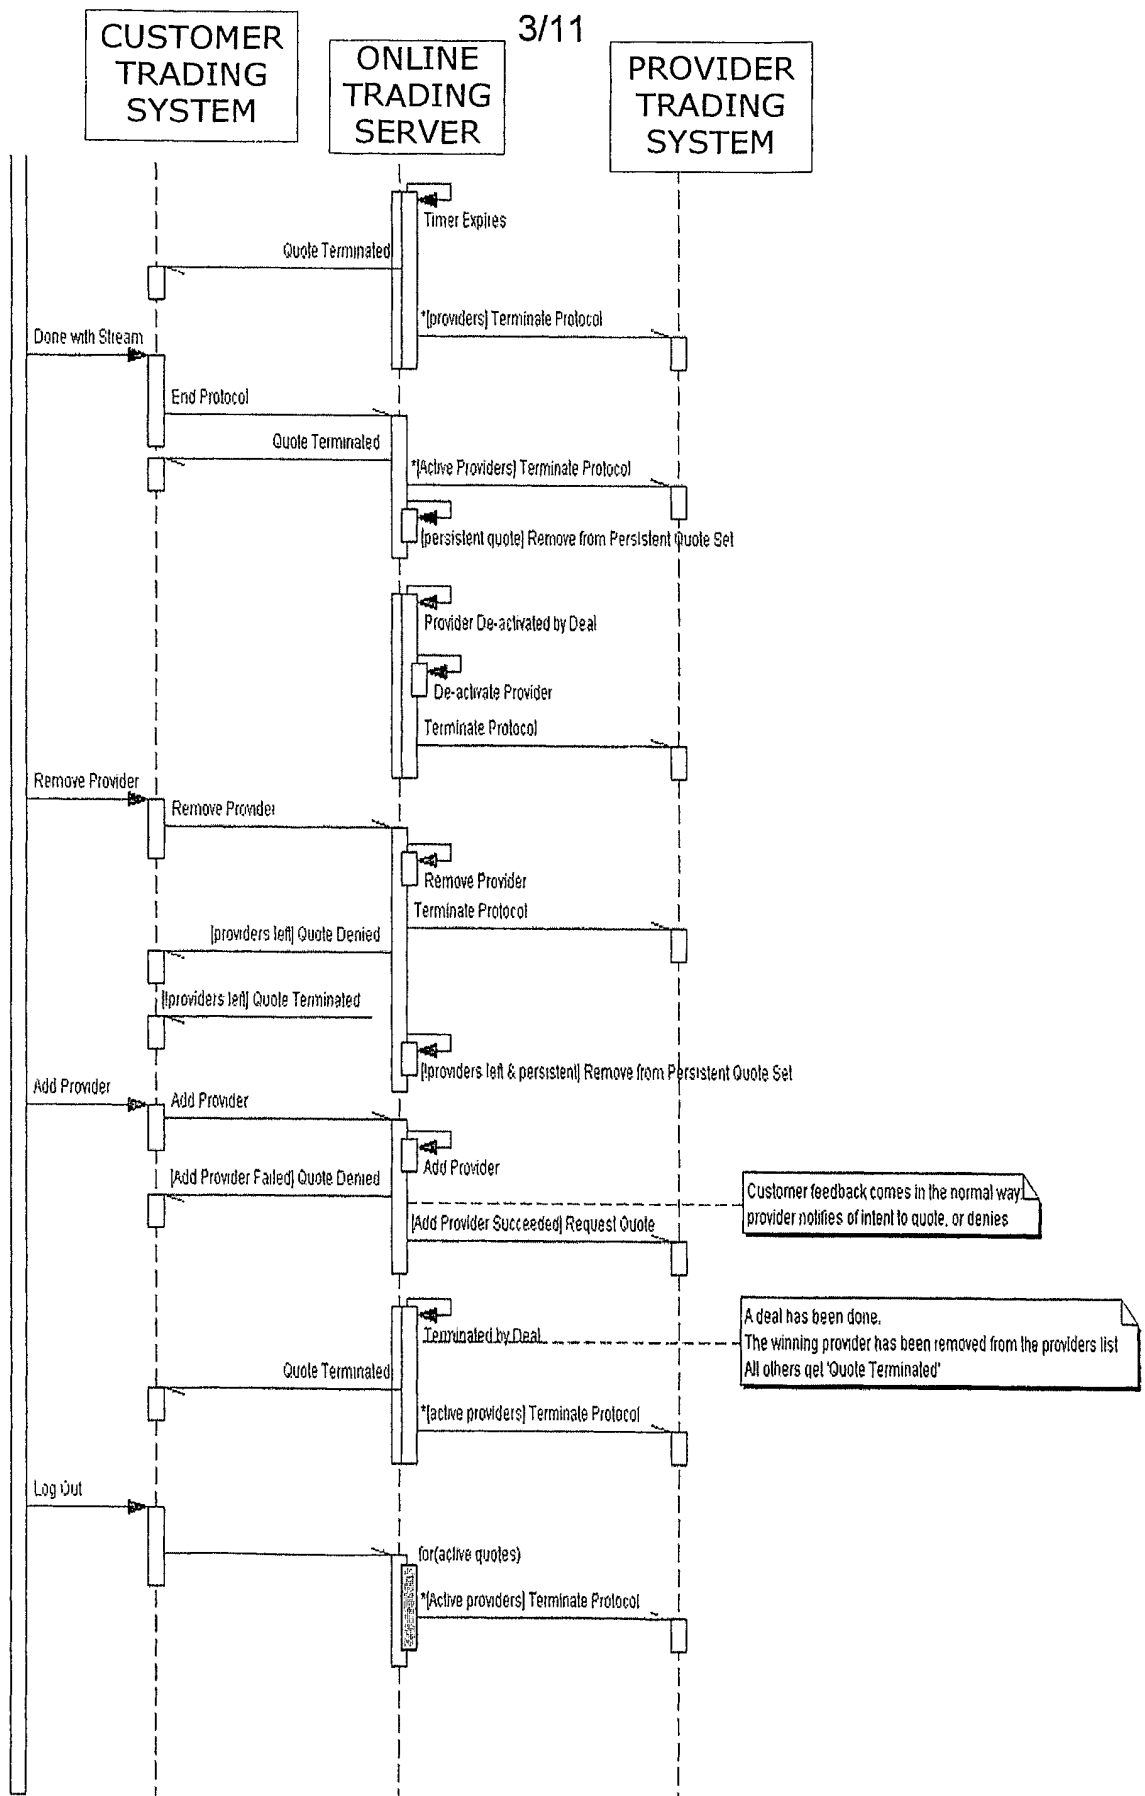 3/11
CUSTOMER
TRADING
SYSTEM
ONLINE
TRADING
SERVER
PROVIDER
TRADING
SYSTEM
Timer Expires
Quote Terminated
*[providers] Terminate Protocol
Done with Stream
End Protocol
Quote Terminated
*[Active Providers] Terminate Protocol
[persistent quote] Remove from Persistent Quote Set
Provider De-activated by Deal
De-activate Provider
Terminate Protocol
Remove Provider
Remove Provider
Remove Provider
Terminate Protocol
[providers left] Quote Denied
[!providers left] Quote Terminated
[!providers left & persistent] Remove from Persistent Quote Set
Add Provider
Add Provider
Add Provider
[Add Provider Failed] Quote Denied
Customer feedback comes in the normal way
provider notifies of intent to quote, or denies
[Add Provider Succeeded] Request Quote
Terminated by Deal
A deal has been done.
The winning provider has been removed from the providers list
All others get 'Quote Terminated'
Quote Terminated
*[active providers] Terminate Protocol
Log Out
for(active quotes)
*[Active providers] Terminate Protocol